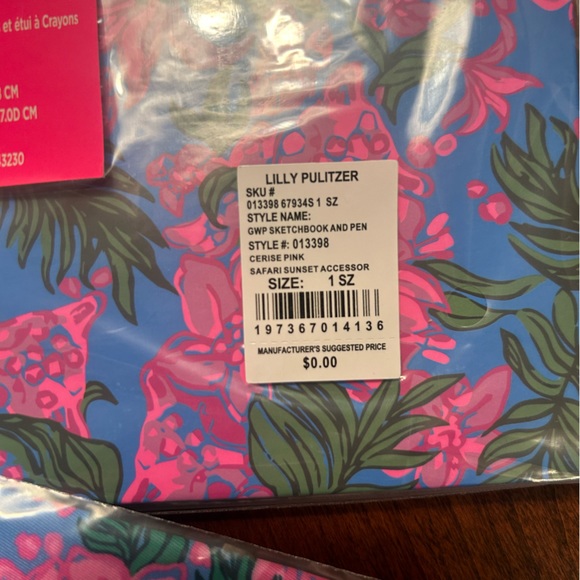 et étui à Crayons
CM
7.0D CM
3230
LILLY PULITZER
SKU #
013398 67934S 1 SZ
STYLE NAME:
GWP SKETCHBOOK AND PEN
STYLE #: 013398
CERISE PINK
SAFARI SUNSET ACCESSOR
SIZE: 1 SZ
197367014136
MANUFACTURER'S SUGGESTED PRICE
$0.00